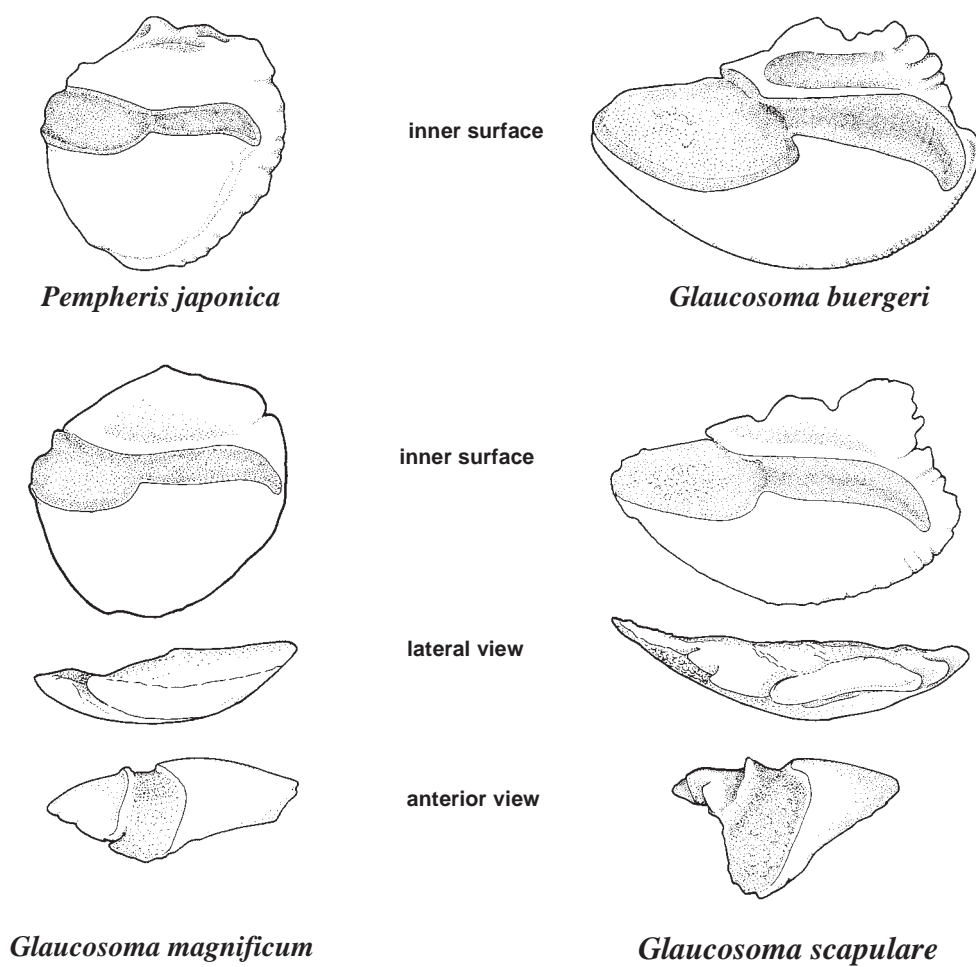 inner surface
Pempheris japonica
Glaucosoma buergeri
inner surface
lateral view
anterior view
Glaucosoma magnificum
Glaucosoma scapulare